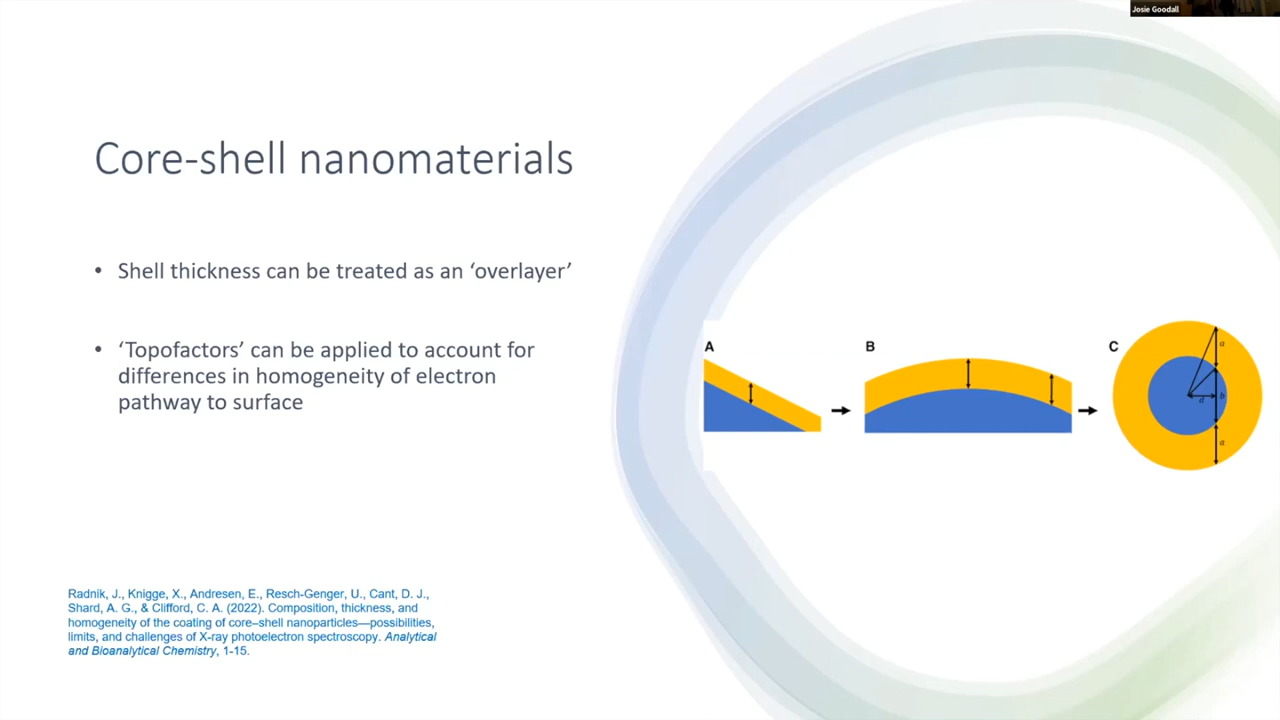 Josie Goodall
Core-shell nanomaterials
• Shell thickness can be treated as an ‘overlayer’
• ‘Topofactors’ can be applied to account for
differences in homogeneity of electron
pathway to surface
A
B
C
a
d
b
a
Radnik, J., Knigge, X., Andresen, E., Resch-Genger, U., Cant, D. J.,
Shard, A. G., & Clifford, C. A. (2022). Composition, thickness, and
homogeneity of the coating of core–shell nanoparticles—possibilities,
limits, and challenges of X-ray photoelectron spectroscopy. Analytical
and Bioanalytical Chemistry, 1-15.